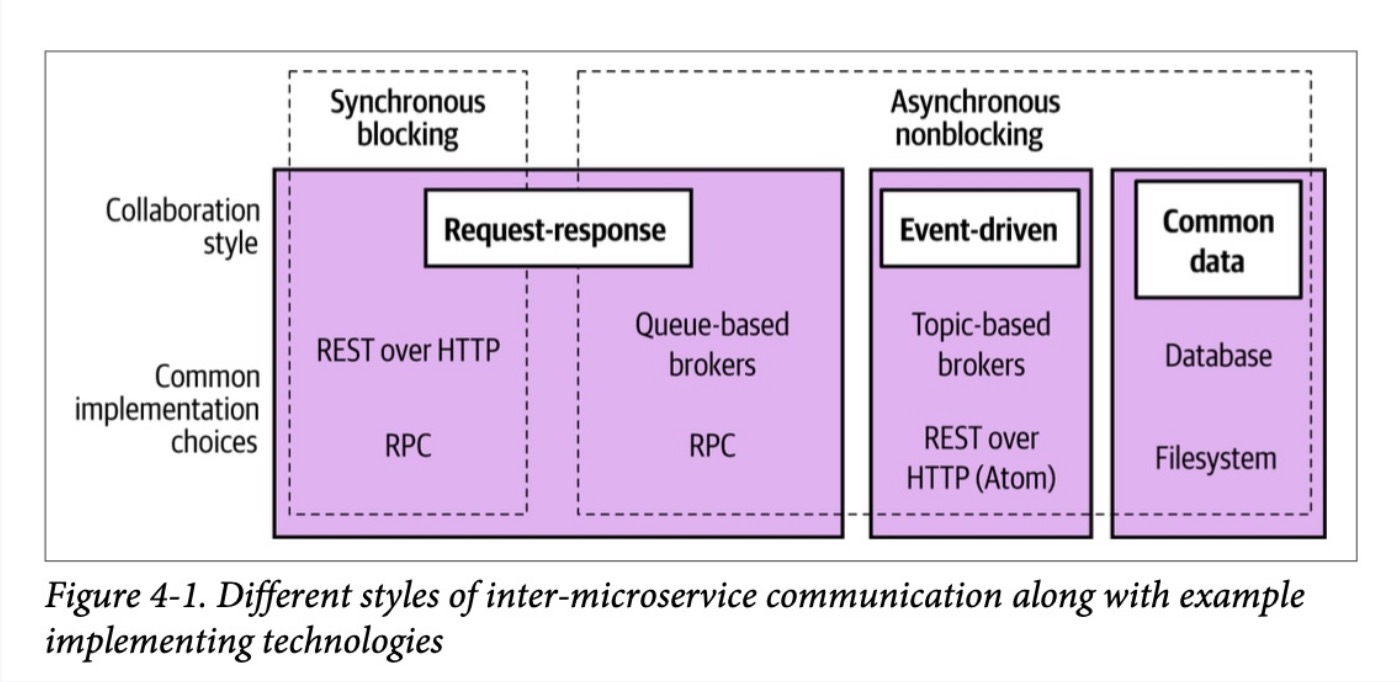 Synchronous
blocking
Asynchronous
nonblocking
Collaboration
style
Request-response
Event-driven
Common
data
Common
implementation
choices
REST over HTTP
RPC
Queue-based
brokers
RPC
Topic-based
brokers
REST over
HTTP (Atom)
Database
Filesystem
Figure 4-1. Different styles of inter-microservice communication along with example
implementing technologies